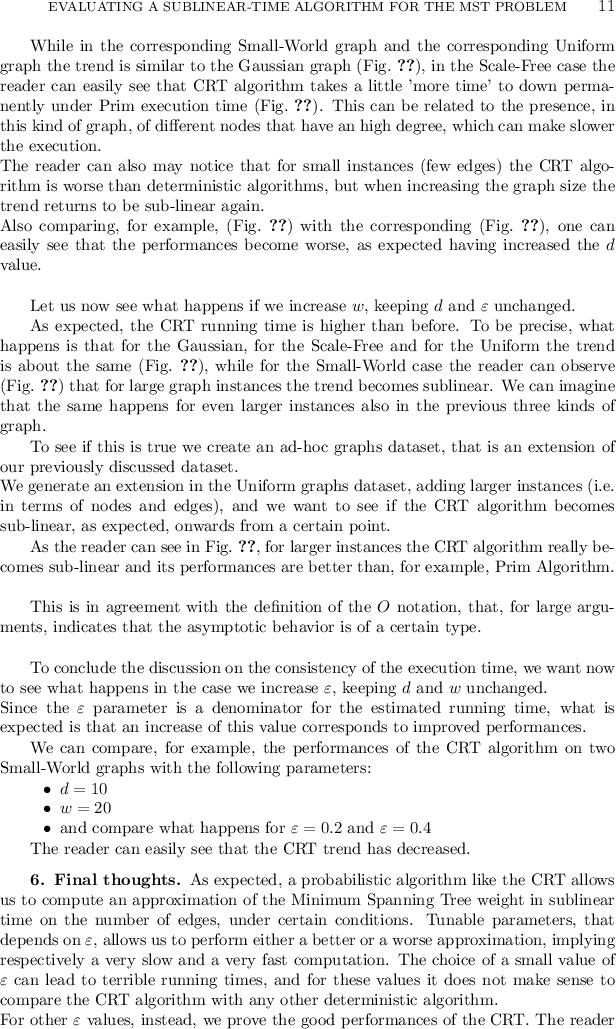 EVALUATING A SUBLINEAR-TIME ALGORITHM FOR THE MST PROBLEM 11
While in the corresponding Small-World graph and the corresponding Uniform
graph the trend is similar to the Gaussian graph (Fig. ??), in the Scale-Free case the
reader can easily see that CRT algorithm takes a little 'more time' to down perma-
nently under Prim execution time (Fig. ??). This can be related to the presence, in
this kind of graph, of different nodes that have an high degree, which can make slower
the execution.
The reader can also may notice that for small instances (few edges) the CRT algo-
rithm is worse than deterministic algorithms, but when increasing the graph size the
trend returns to be sub-linear again.
Also comparing, for example, (Fig. ??) with the corresponding (Fig. ??), one can
easily see that the performances become worse, as expected having increased the d
value.
Let us now see what happens if we increase w, keeping d and ε unchanged.
As expected, the CRT running time is higher than before. To be precise, what
happens is that for the Gaussian, for the Scale-Free and for the Uniform the trend
is about the same (Fig. ??), while for the Small-World case the reader can observe
(Fig. ??) that for large graph instances the trend becomes sublinear. We can imagine
that the same happens for even larger instances also in the previous three kinds of
graph.
To see if this is true we create an ad-hoc graphs dataset, that is an extension of
our previously discussed dataset.
We generate an extension in the Uniform graphs dataset, adding larger instances (i.e.
in terms of nodes and edges), and we want to see if the CRT algorithm becomes
sub-linear, as expected, onwards from a certain point.
As the reader can see in Fig. ??, for larger instances the CRT algorithm really be-
comes sub-linear and its performances are better than, for example, Prim Algorithm.
This is in agreement with the definition of the O notation, that, for large argu-
ments, indicates that the asymptotic behavior is of a certain type.
To conclude the discussion on the consistency of the execution time, we want now
to see what happens in the case we increase ε, keeping d and w unchanged.
Since the ε parameter is a denominator for the estimated running time, what is
expected is that an increase of this value corresponds to improved performances.
We can compare, for example, the performances of the CRT algorithm on two
Small-World graphs with the following parameters:
• d = 10
• w = 20
• and compare what happens for ε = 0.2 and ε = 0.4
The reader can easily see that the CRT trend has decreased.
6. Final thoughts. As expected, a probabilistic algorithm like the CRT allows
us to compute an approximation of the Minimum Spanning Tree weight in sublinear
time on the number of edges, under certain conditions. Tunable parameters, that
depends on ε, allows us to perform either a better or a worse approximation, implying
respectively a very slow and a very fast computation. The choice of a small value of
ε can lead to terrible running times, and for these values it does not make sense to
compare the CRT algorithm with any other deterministic algorithm.
For other ε values, instead, we prove the good performances of the CRT. The reader